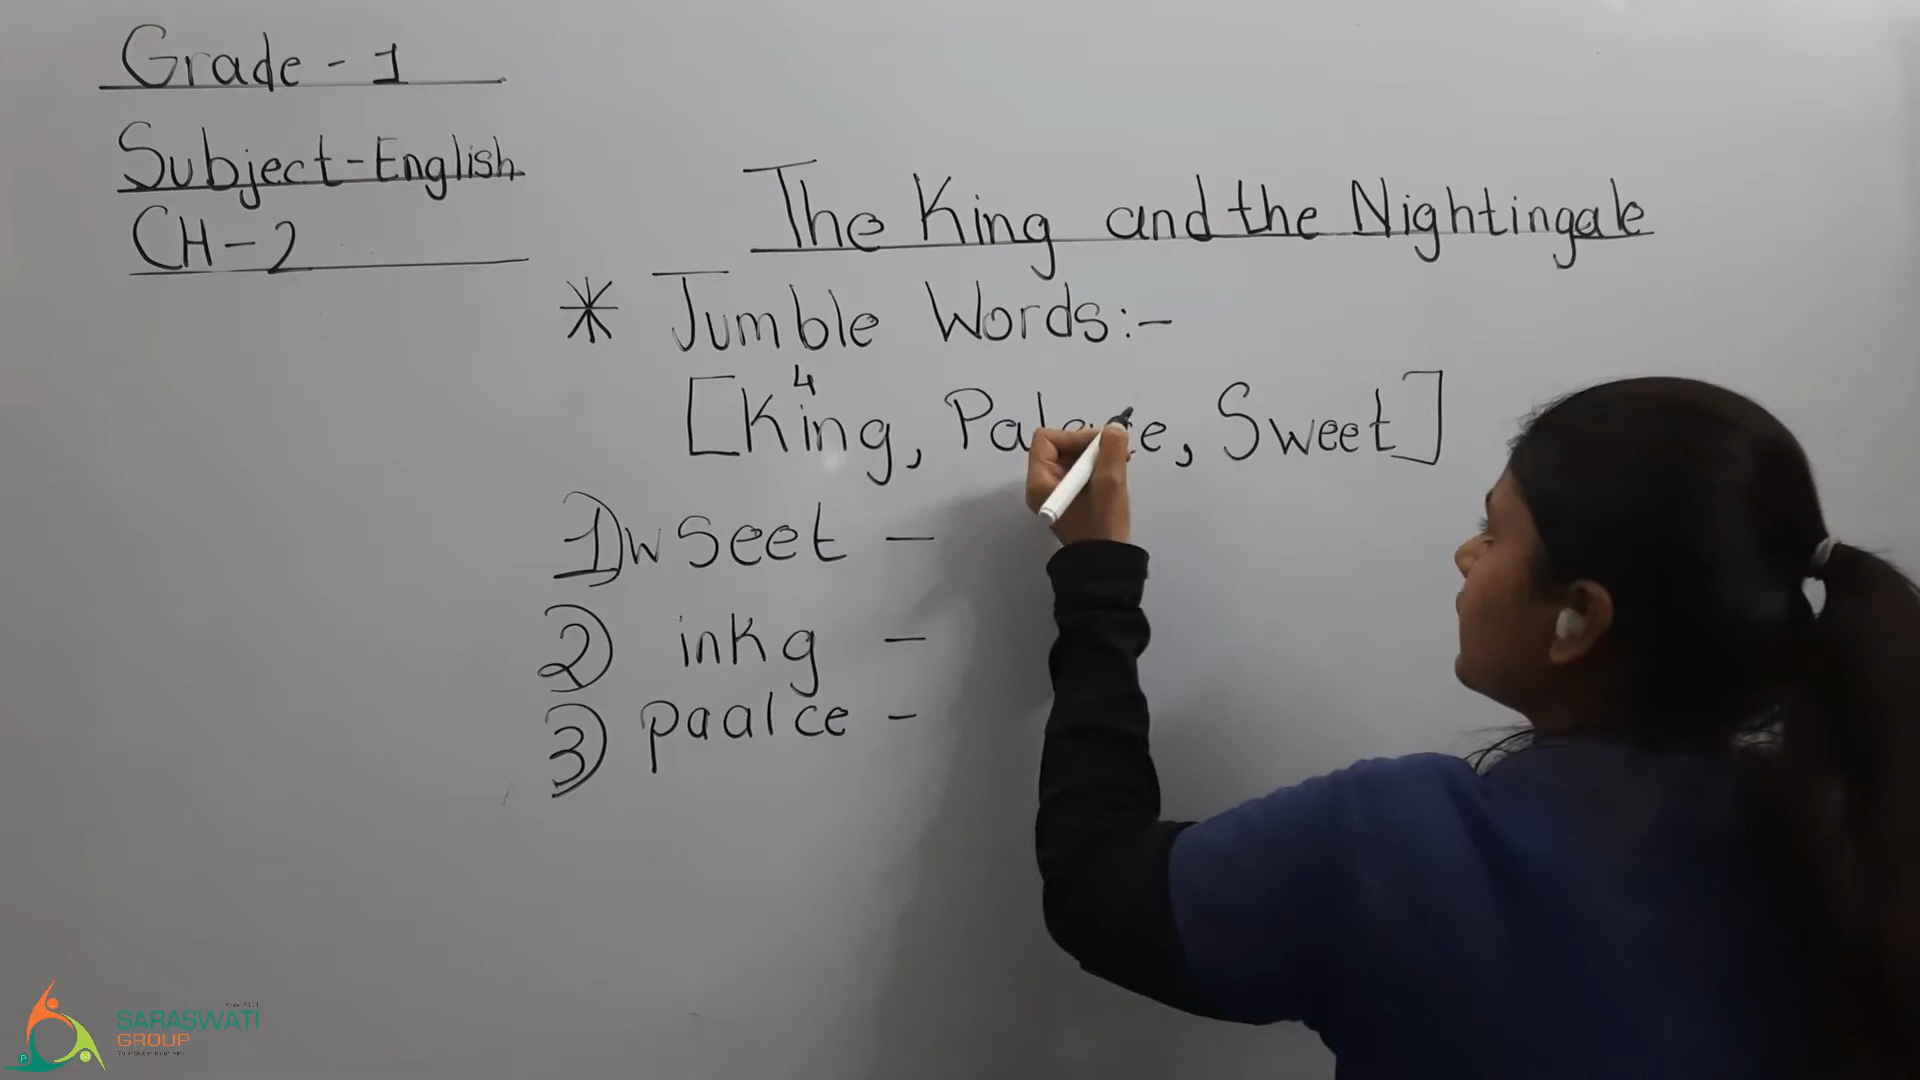 Grade - 1
Subject - English
CH - 2
The King and the Nightingale
* Jumble Words:-
4
[King, Palace, Sweet]
1) wseet -
2) inkg -
3) paalce -
SARASWATI
GROUP